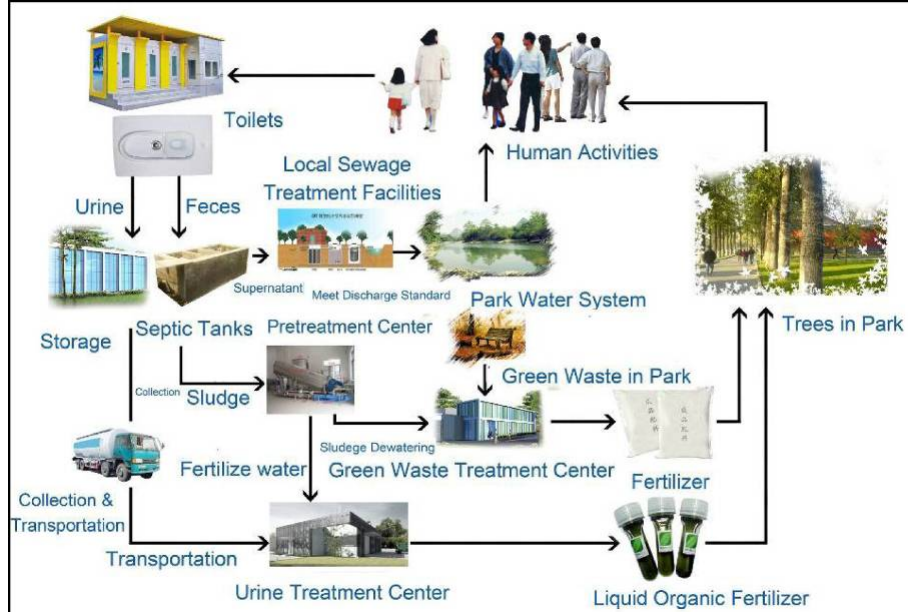 Toilets
Human Activities
Local Sewage
Treatment Facilities
Urine
Feces
Supernatant
Meet Discharge Standard
Park Water System
Storage
Septic Tanks
Pretreatment Center
Trees in Park
Collection
Sludge
Green Waste in Park
Sludege Dewatering
Fertilize water
Green Waste Treatment Center
Fertilizer
Collection &
Transportation
Transportation
Urine Treatment Center
Liquid Organic Fertilizer